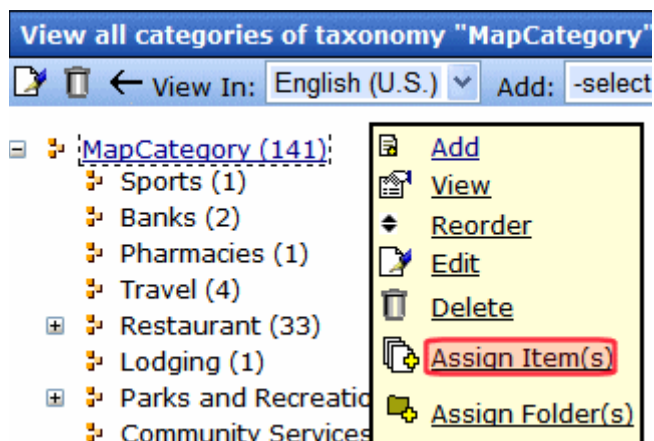 View all categories of taxonomy "MapCategory"
View In: English (U.S.) Add: -select
MapCategory (141)
Sports (1)
Banks (2)
Pharmacies (1)
Travel (4)
Restaurant (33)
Lodging (1)
Parks and Recreatio
Community Services
Add
View
Reorder
Edit
Delete
Assign Item(s)
Assign Folder(s)